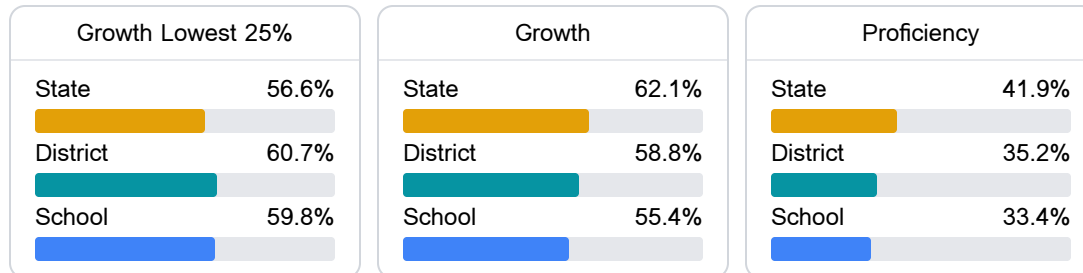 Growth Lowest 25%
State 56.6%
District 60.7%
School 59.8%
Growth
State 62.1%
District 58.8%
School 55.4%
Proficiency
State 41.9%
District 35.2%
School 33.4%